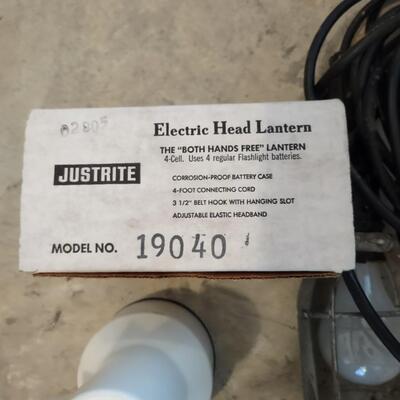 02805
Electric Head Lantern
THE "BOTH HANDS FREE" LANTERN
4-Cell. Uses 4 regular Flashlight batteries.
JUSTRITE
CORROSION-PROOF BATTERY CASE
4-FOOT CONNECTING CORD
3 1/2" BELT HOOK WITH HANGING SLOT
ADJUSTABLE ELASTIC HEADBAND
MODEL NO. 19040